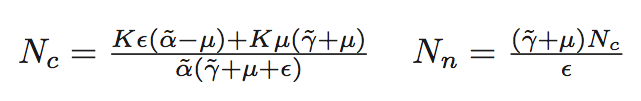 N_c = \frac{K\epsilon(\tilde{\alpha}-\mu)+K\mu(\tilde{\gamma}+\mu)}{\tilde{\alpha}(\tilde{\gamma}+\mu+\epsilon)} \quad N_n = \frac{(\tilde{\gamma}+\mu)N_c}{\epsilon}